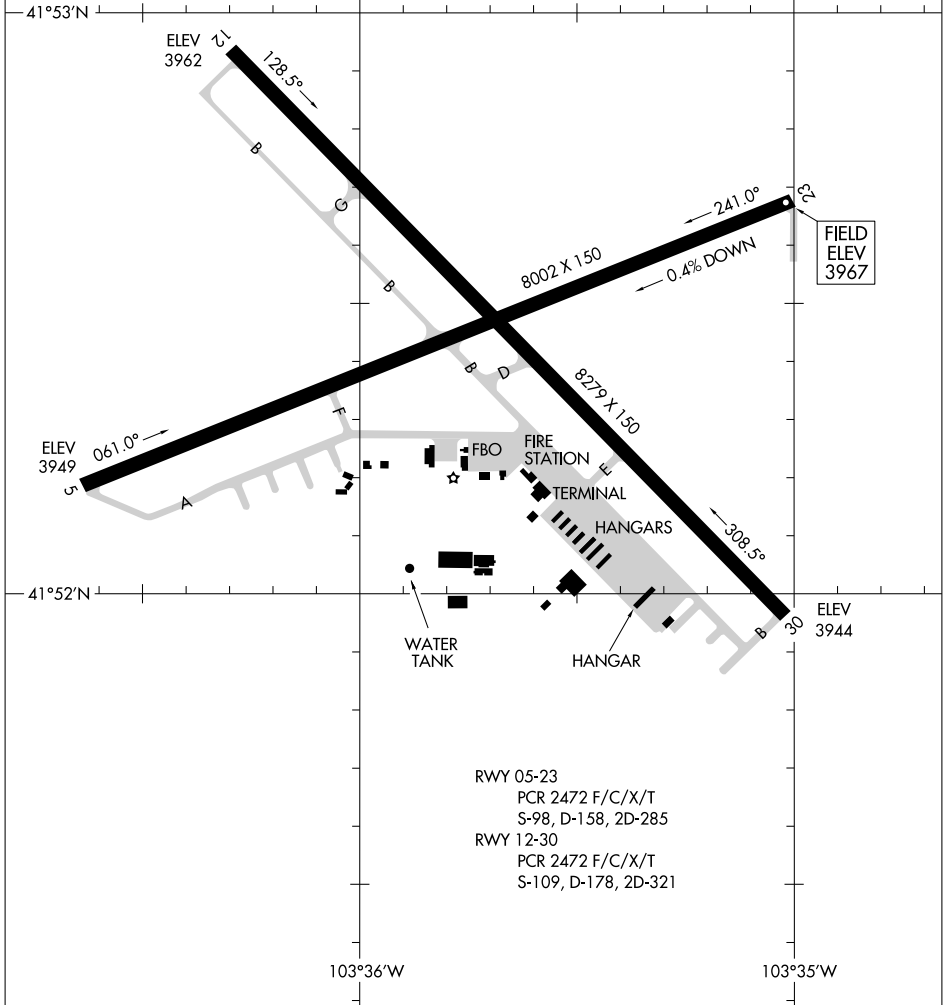 41°53'N
ELEV
3962
12
128.5°
B
G
B
241.0°
23
FIELD
ELEV
3967
8002 X 150
0.4% DOWN
B
D
8279 X 150
F
ELEV
3949
061.0°
5
A
FBO
FIRE
STATION
E
TERMINAL
HANGARS
308.5°
41°52'N
ELEV
3944
30
B
WATER
TANK
HANGAR
RWY 05-23
PCR 2472 F/C/X/T
S-98, D-158, 2D-285
RWY 12-30
PCR 2472 F/C/X/T
S-109, D-178, 2D-321
103°36'W
103°35'W